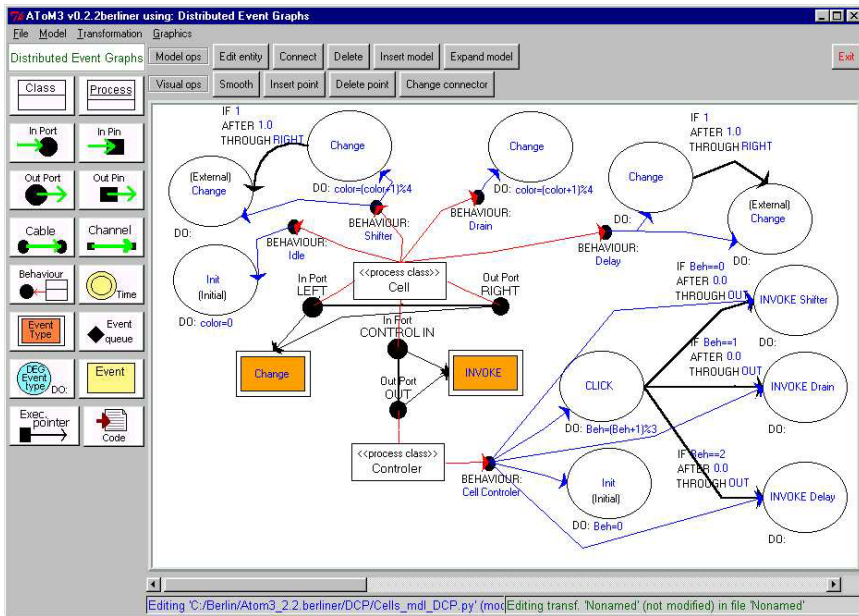 AToM3 v0.2.2berliner using: Distributed Event Graphs
File Model Transformation Graphics
Distributed Event Graphs
Model ops Edit entity Connect Delete Insert model Expand model Exit
Visual ops Smooth Insert point Delete point Change connector
Class Process
In Port In Pin
Out Port Out Pin
Cable Channel
Behaviour Time
Event
Type
Event
queue
DEG
Event
type DO:
Event
Exec.
pointer
Code
IF 1
AFTER 1.0
THROUGH RIGHT
Change
DO: color=(color+1)%4
(External)
Change
DO:
Change
DO: color=(color+1)%4
IF 1
AFTER 1.0
THROUGH RIGHT
Change
DO:
(External)
Change
DO:
BEHAVIOUR:
Shifter
BEHAVIOUR:
Drain
BEHAVIOUR:
Idle
BEHAVIOUR:
Delay
Init
(Initial)
DO: color=0
<<process class>>
Cell
In Port
LEFT
Out Port
RIGHT
In Port
CONTROL IN
Change
INVOKE
Out Port
OUT
<<process class>>
Controler
BEHAVIOUR:
Cell Controler
CLICK
DO: Beh=(Beh+1)%3
Init
(Initial)
DO: Beh=0
IF Beh==0
AFTER 0.0
THROUGH OUT
INVOKE Shifter
DO:
IF Beh==1
AFTER 0.0
THROUGH OUT
INVOKE Drain
DO:
IF Beh==2
AFTER 0.0
THROUGH OUT
INVOKE Delay
DO:
Editing 'C:/Berlin/Atom3_2.2.berliner/DCP/Cells_mdl_DCP.py' (mod
Editing transf. 'Nonamed' (not modified) in file 'Nonamed'